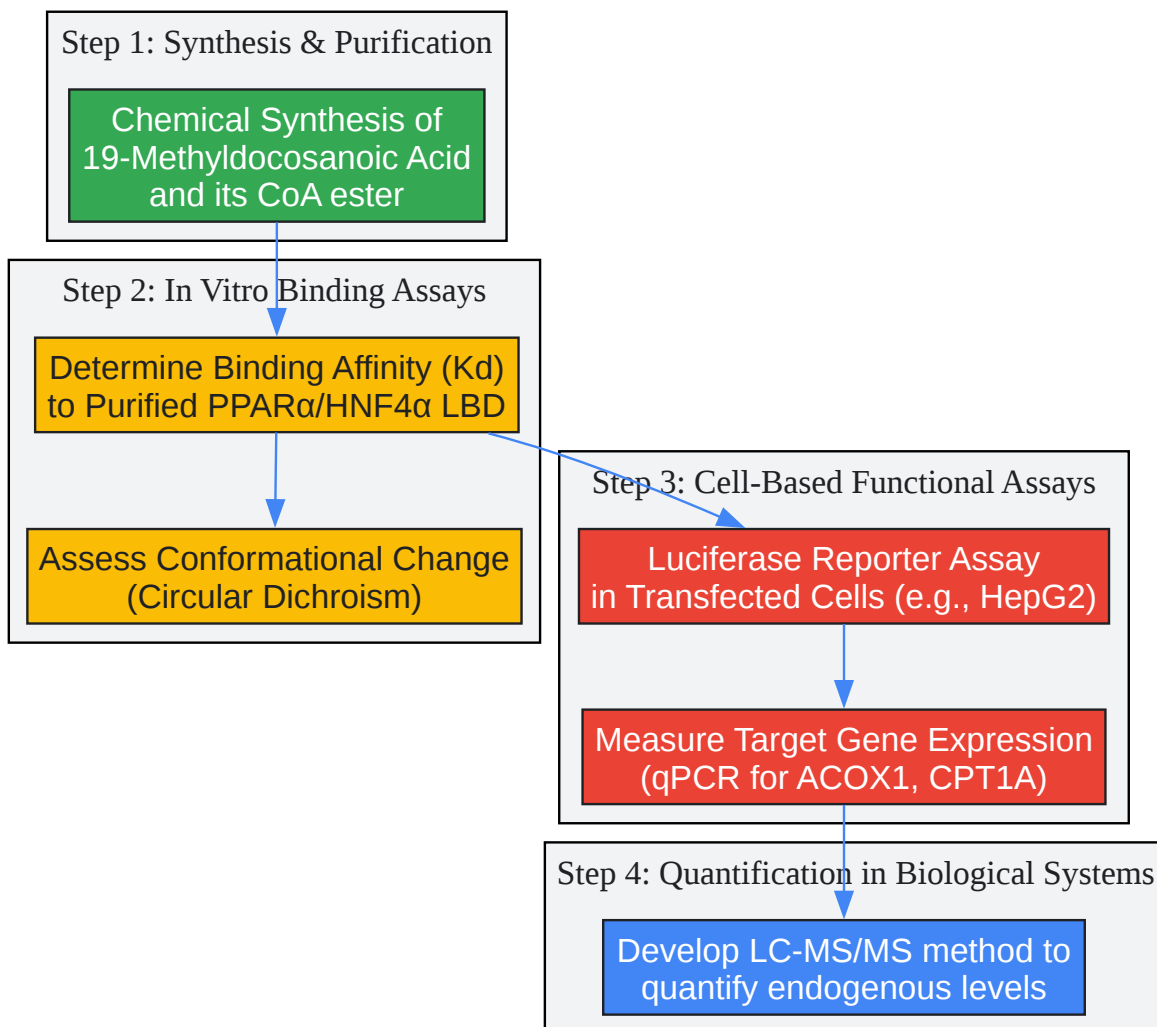 Step 1: Synthesis & Purification
Chemical Synthesis of
19-Methyldocosanoic Acid
and its CoA ester
Step 2: In Vitro Binding Assays
Determine Binding Affinity (Kd)
to Purified PPARα/HNF4α LBD
Assess Conformational Change
(Circular Dichroism)
Step 3: Cell-Based Functional Assays
Luciferase Reporter Assay
in Transfected Cells (e.g., HepG2)
Measure Target Gene Expression
(qPCR for ACOX1, CPT1A)
Step 4: Quantification in Biological Systems
Develop LC-MS/MS method to
quantify endogenous levels